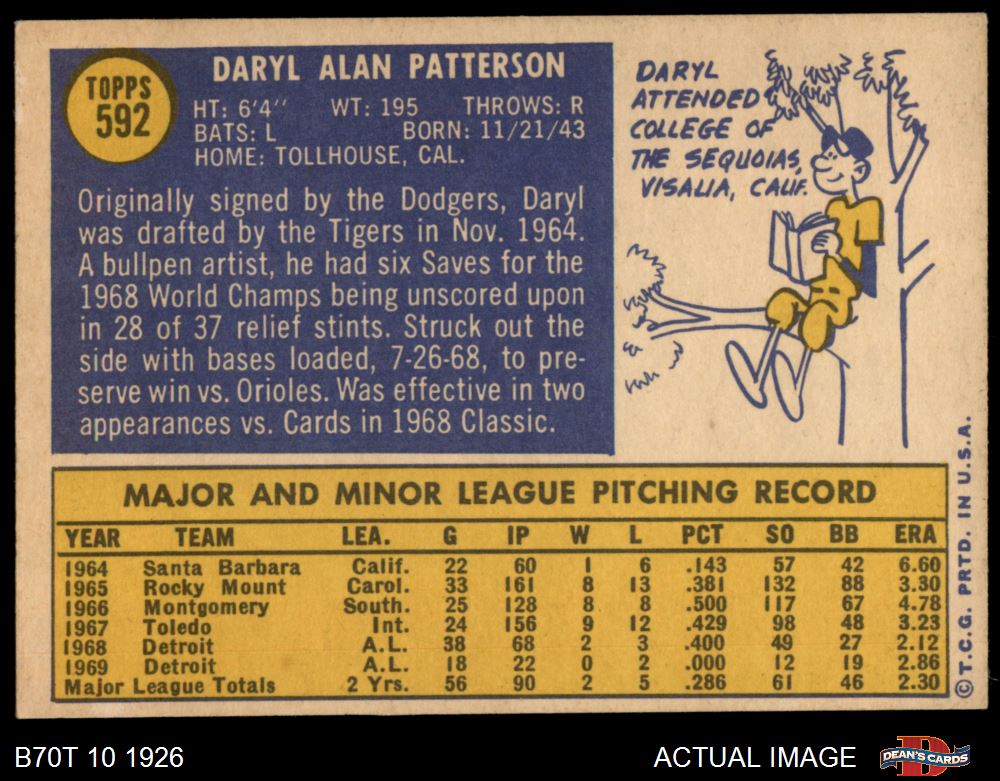 TOPPS
592
DARYL ALAN PATTERSON
HT: 6'4" WT: 195 THROWS: R
BATS: L BORN: 11/21/43
HOME: TOLLHOUSE, CAL.
Originally signed by the Dodgers, Daryl
was drafted by the Tigers in Nov. 1964.
A bullpen artist, he had six Saves for the
1968 World Champs being unscored upon
in 28 of 37 relief stints. Struck out the
side with bases loaded, 7-26-68, to pre-
serve win vs. Orioles. Was effective in two
appearances vs. Cards in 1968 Classic.
DARYL
ATTENDED
COLLEGE OF
THE SEQUOIAS,
VISALIA, CALIF.
MAJOR AND MINOR LEAGUE PITCHING RECORD
YEAR TEAM LEA. G IP W L PCT SO BB ERA
1964 Santa Barbara Calif. 22 60 1 6 .143 57 42 6.60
1965 Rocky Mount Carol. 33 161 8 13 .381 132 88 3.30
1966 Montgomery South. 25 128 8 8 .500 117 67 4.78
1967 Toledo Int. 24 156 9 12 .429 98 48 3.23
1968 Detroit A.L. 38 68 2 3 .400 49 27 2.12
1969 Detroit A.L. 18 22 0 2 .000 12 19 2.86
Major League Totals 2 Yrs. 56 90 2 5 .286 61 46 2.30
©T.C.G. PRTD. IN U.S.A.
B70T 10 1926
ACTUAL IMAGE
DEAN'S CARDS